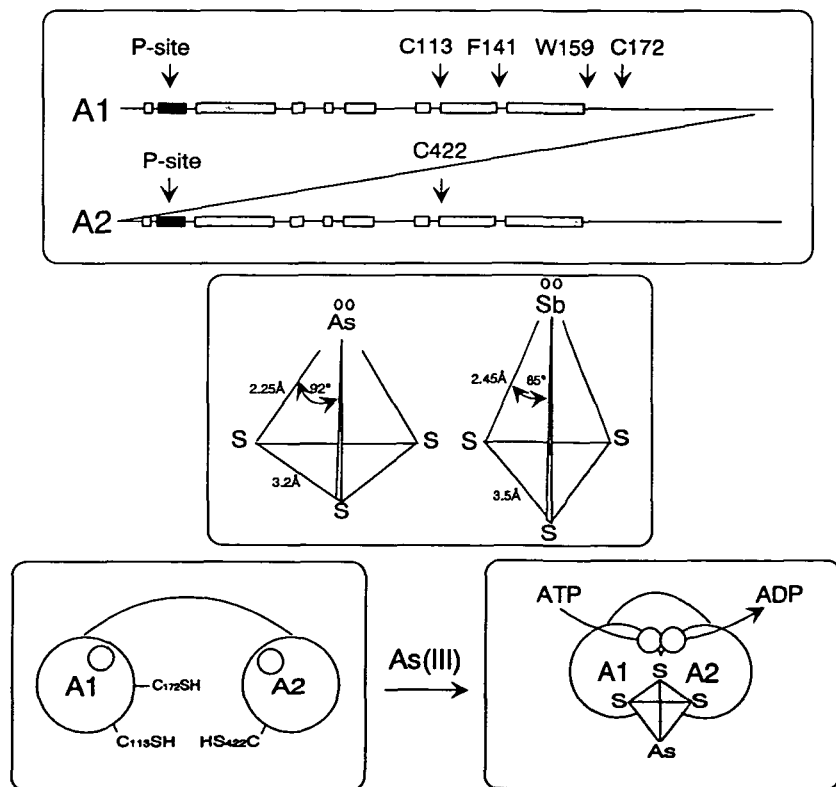 P-site C113 F141 W159 C172
A1
P-site C422
A2
As Sb
2.25Å 92° 2.45Å 85°
S S S S
3.2Å 3.5Å
S S
ATP ADP
A1 C172SH A2 As(III) A1 A2
S
S S
C113SH HS422C
As